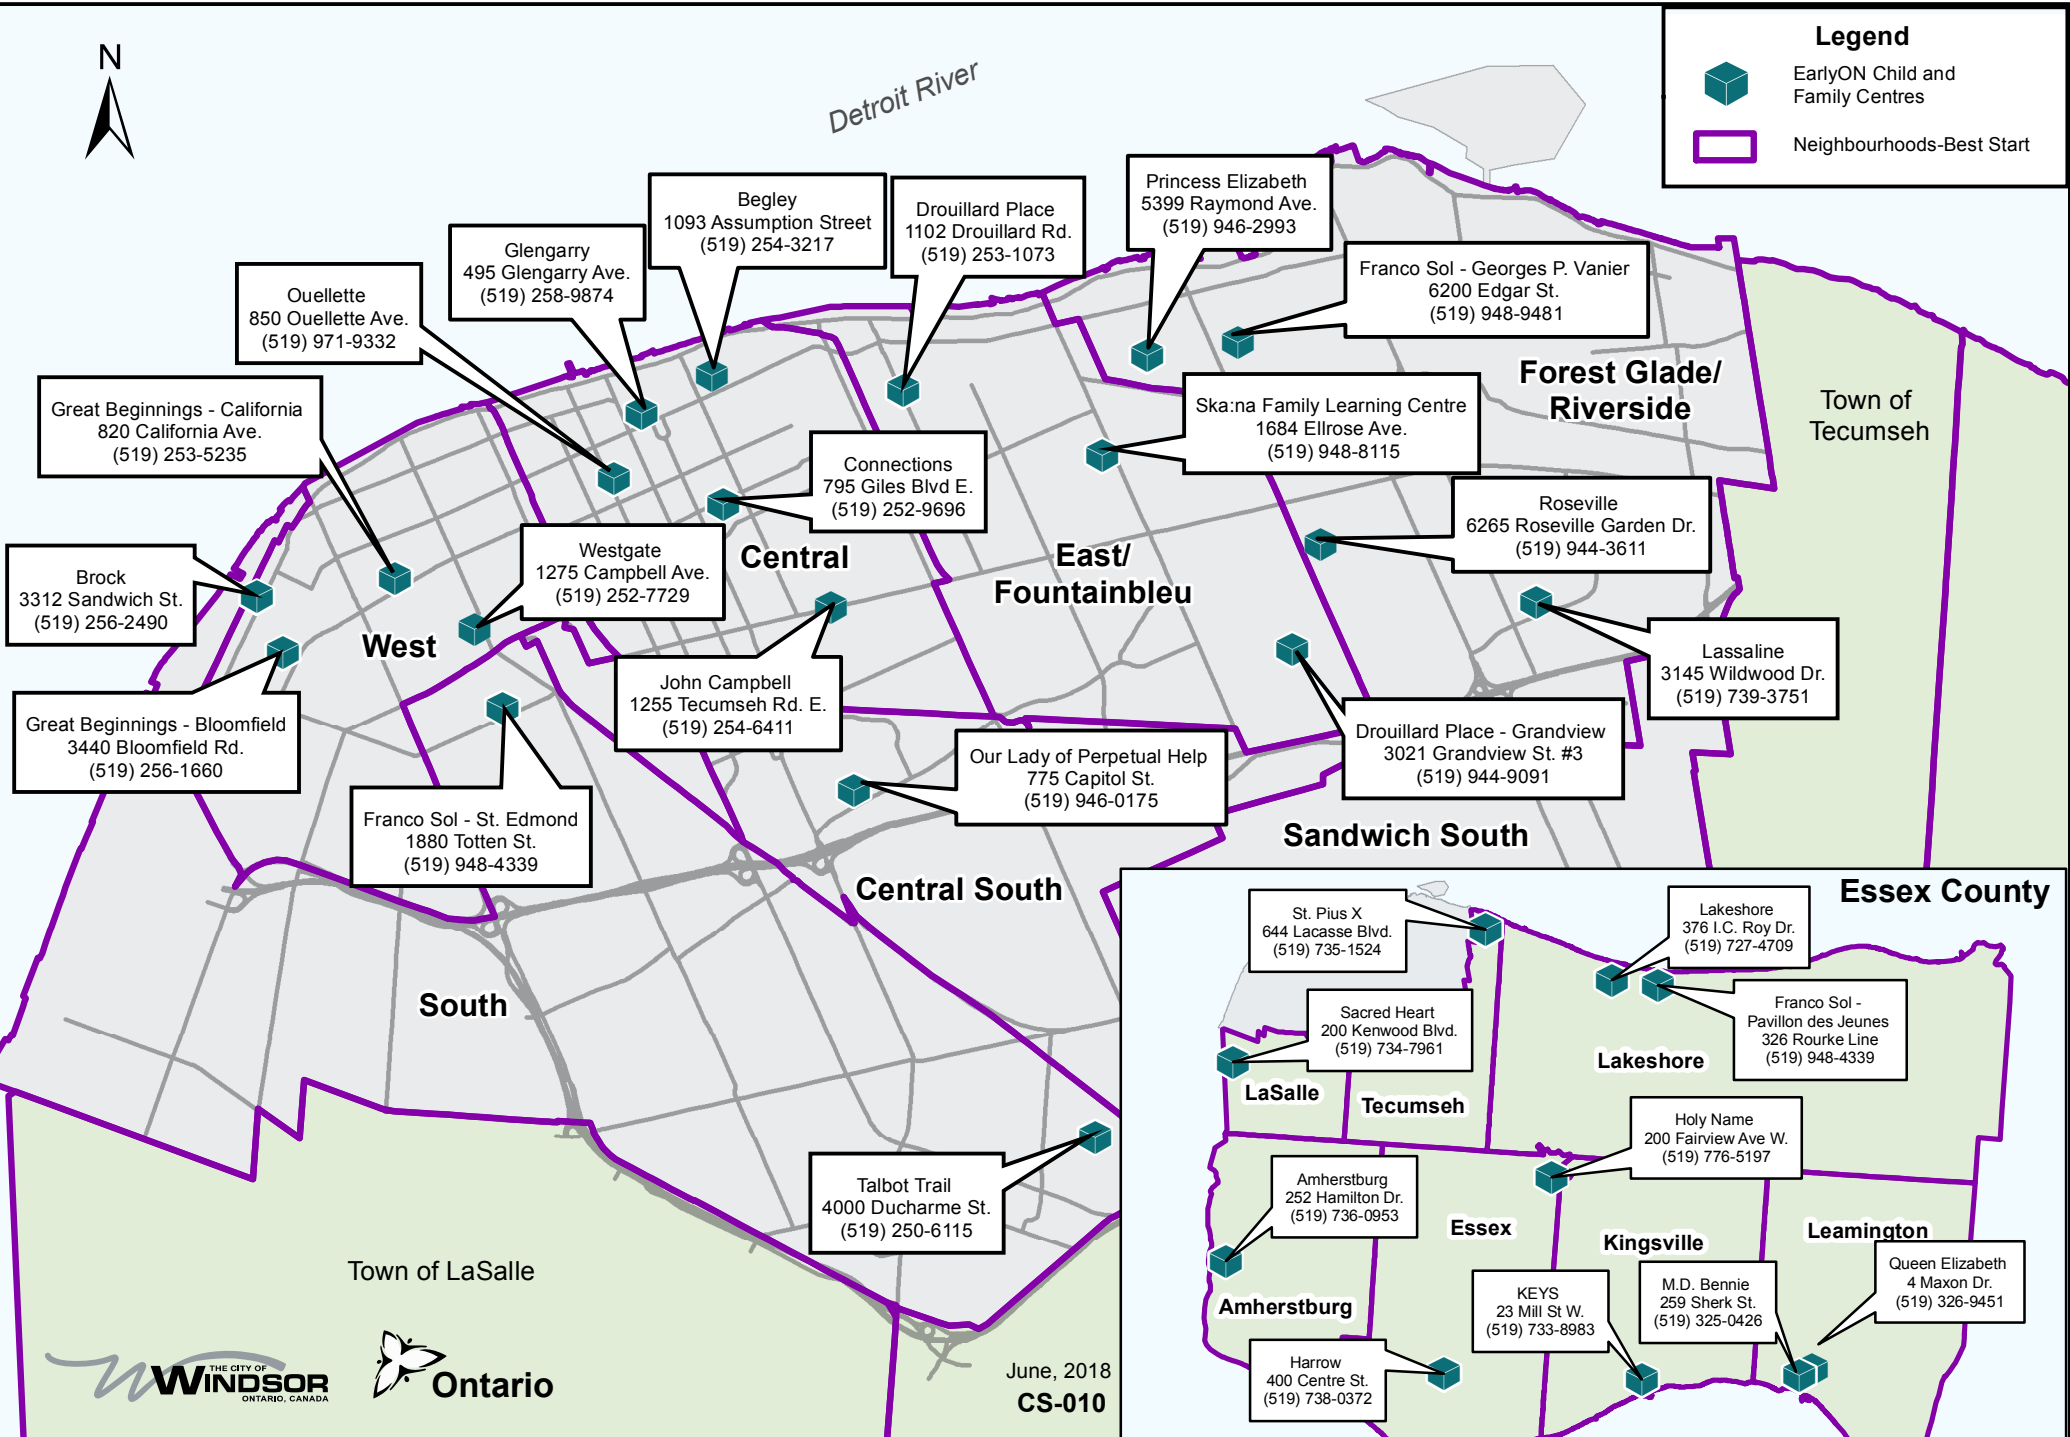 N
Detroit River
Legend
EarlyON Child and
Family Centres
Neighbourhoods-Best Start
Princess Elizabeth
5399 Raymond Ave.
(519) 946-2993
Begley
1093 Assumption Street
(519) 254-3217
Drouillard Place
1102 Drouillard Rd.
(519) 253-1073
Glengarry
495 Glengarry Ave.
(519) 258-9874
Franco Sol - Georges P. Vanier
6200 Edgar St.
(519) 948-9481
Ouellette
850 Ouellette Ave.
(519) 971-9332
Forest Glade/
Riverside
Town of
Tecumseh
Great Beginnings - California
820 California Ave.
(519) 253-5235
Ska:na Family Learning Centre
1684 Ellrose Ave.
(519) 948-8115
Connections
795 Giles Blvd E.
(519) 252-9696
Roseville
6265 Roseville Garden Dr.
(519) 944-3611
Brock
3312 Sandwich St.
(519) 256-2490
Westgate
1275 Campbell Ave.
(519) 252-7729
Central
East/
Fountainbleu
West
Lassaline
3145 Wildwood Dr.
(519) 739-3751
John Campbell
1255 Tecumseh Rd. E.
(519) 254-6411
Great Beginnings - Bloomfield
3440 Bloomfield Rd.
(519) 256-1660
Drouillard Place - Grandview
3021 Grandview St. #3
(519) 944-9091
Our Lady of Perpetual Help
775 Capitol St.
(519) 946-0175
Franco Sol - St. Edmond
1880 Totten St.
(519) 948-4339
Sandwich South
Central South
South
Talbot Trail
4000 Ducharme St.
(519) 250-6115
Town of LaSalle
THE CITY OF
WINDSOR
ONTARIO, CANADA
Ontario
June, 2018
CS-010
Essex County
St. Pius X
644 Lacasse Blvd.
(519) 735-1524
Lakeshore
376 I.C. Roy Dr.
(519) 727-4709
Franco Sol -
Pavillon des Jeunes
326 Rourke Line
(519) 948-4339
Sacred Heart
200 Kenwood Blvd.
(519) 734-7961
Lakeshore
LaSalle
Tecumseh
Holy Name
200 Fairview Ave W.
(519) 776-5197
Amherstburg
252 Hamilton Dr.
(519) 736-0953
Essex
Kingsville
Leamington
Queen Elizabeth
4 Maxon Dr.
(519) 326-9451
KEYS
23 Mill St W.
(519) 733-8983
M.D. Bennie
259 Sherk St.
(519) 325-0426
Amherstburg
Harrow
400 Centre St.
(519) 738-0372